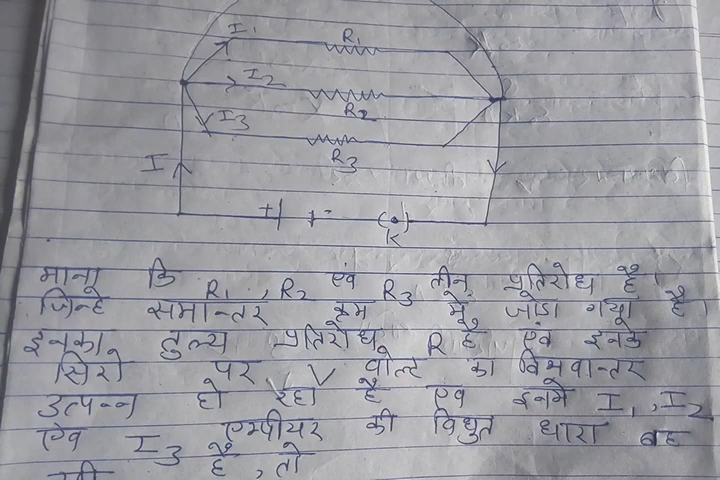 I1 R1
I2 R2
I3 R3
I
+ -
K
माना कि R1, R2 एवं R3 तीन प्रतिरोध है।
जिन्हे समान्तर क्रम में जोडा गया है।
इनका तुल्य प्रतिरोध R है एवं इनके
सिरो पर V वोल्ट का विभवान्तर
उत्पन्न हो रहा है एवं इनमे I1, I2
एवं I3 एम्पीयर की विधुत धारा बह
है, तो